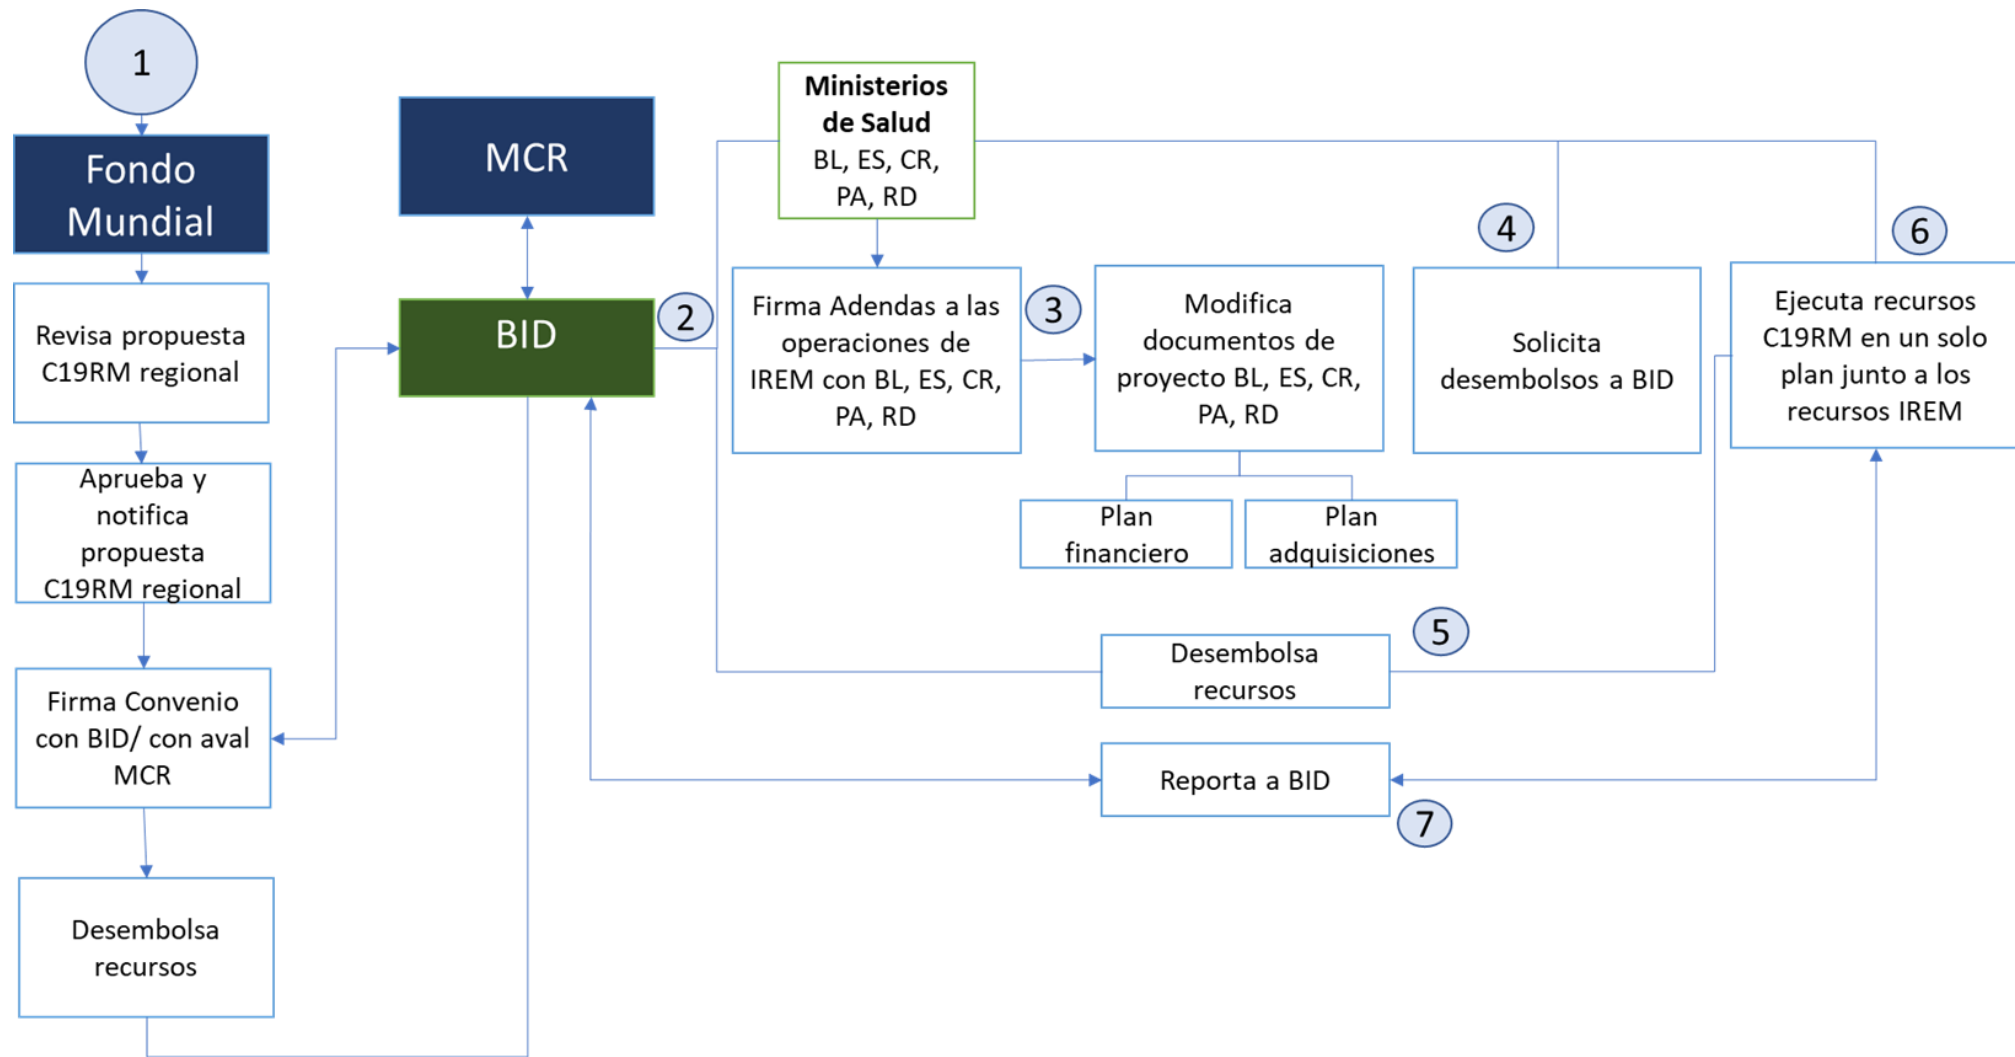 1
Fondo
Mundial
Revisa propuesta
C19RM regional
Aprueba y
notifica
propuesta
C19RM regional
Firma Convenio
con BID/ con aval
MCR
Desembolsa
recursos
MCR
BID
2
Ministerios
de Salud
BL, ES, CR,
PA, RD
Firma Adendas a las
operaciones de
IREM con BL, ES, CR,
PA, RD
3
Modifica
documentos de
proyecto BL, ES, CR,
PA, RD
Plan
financiero
Plan
adquisiciones
4
Solicita
desembolsos a BID
5
Desembolsa
recursos
6
Ejecuta recursos
C19RM en un solo
plan junto a los
recursos IREM
Reporta a BID
7